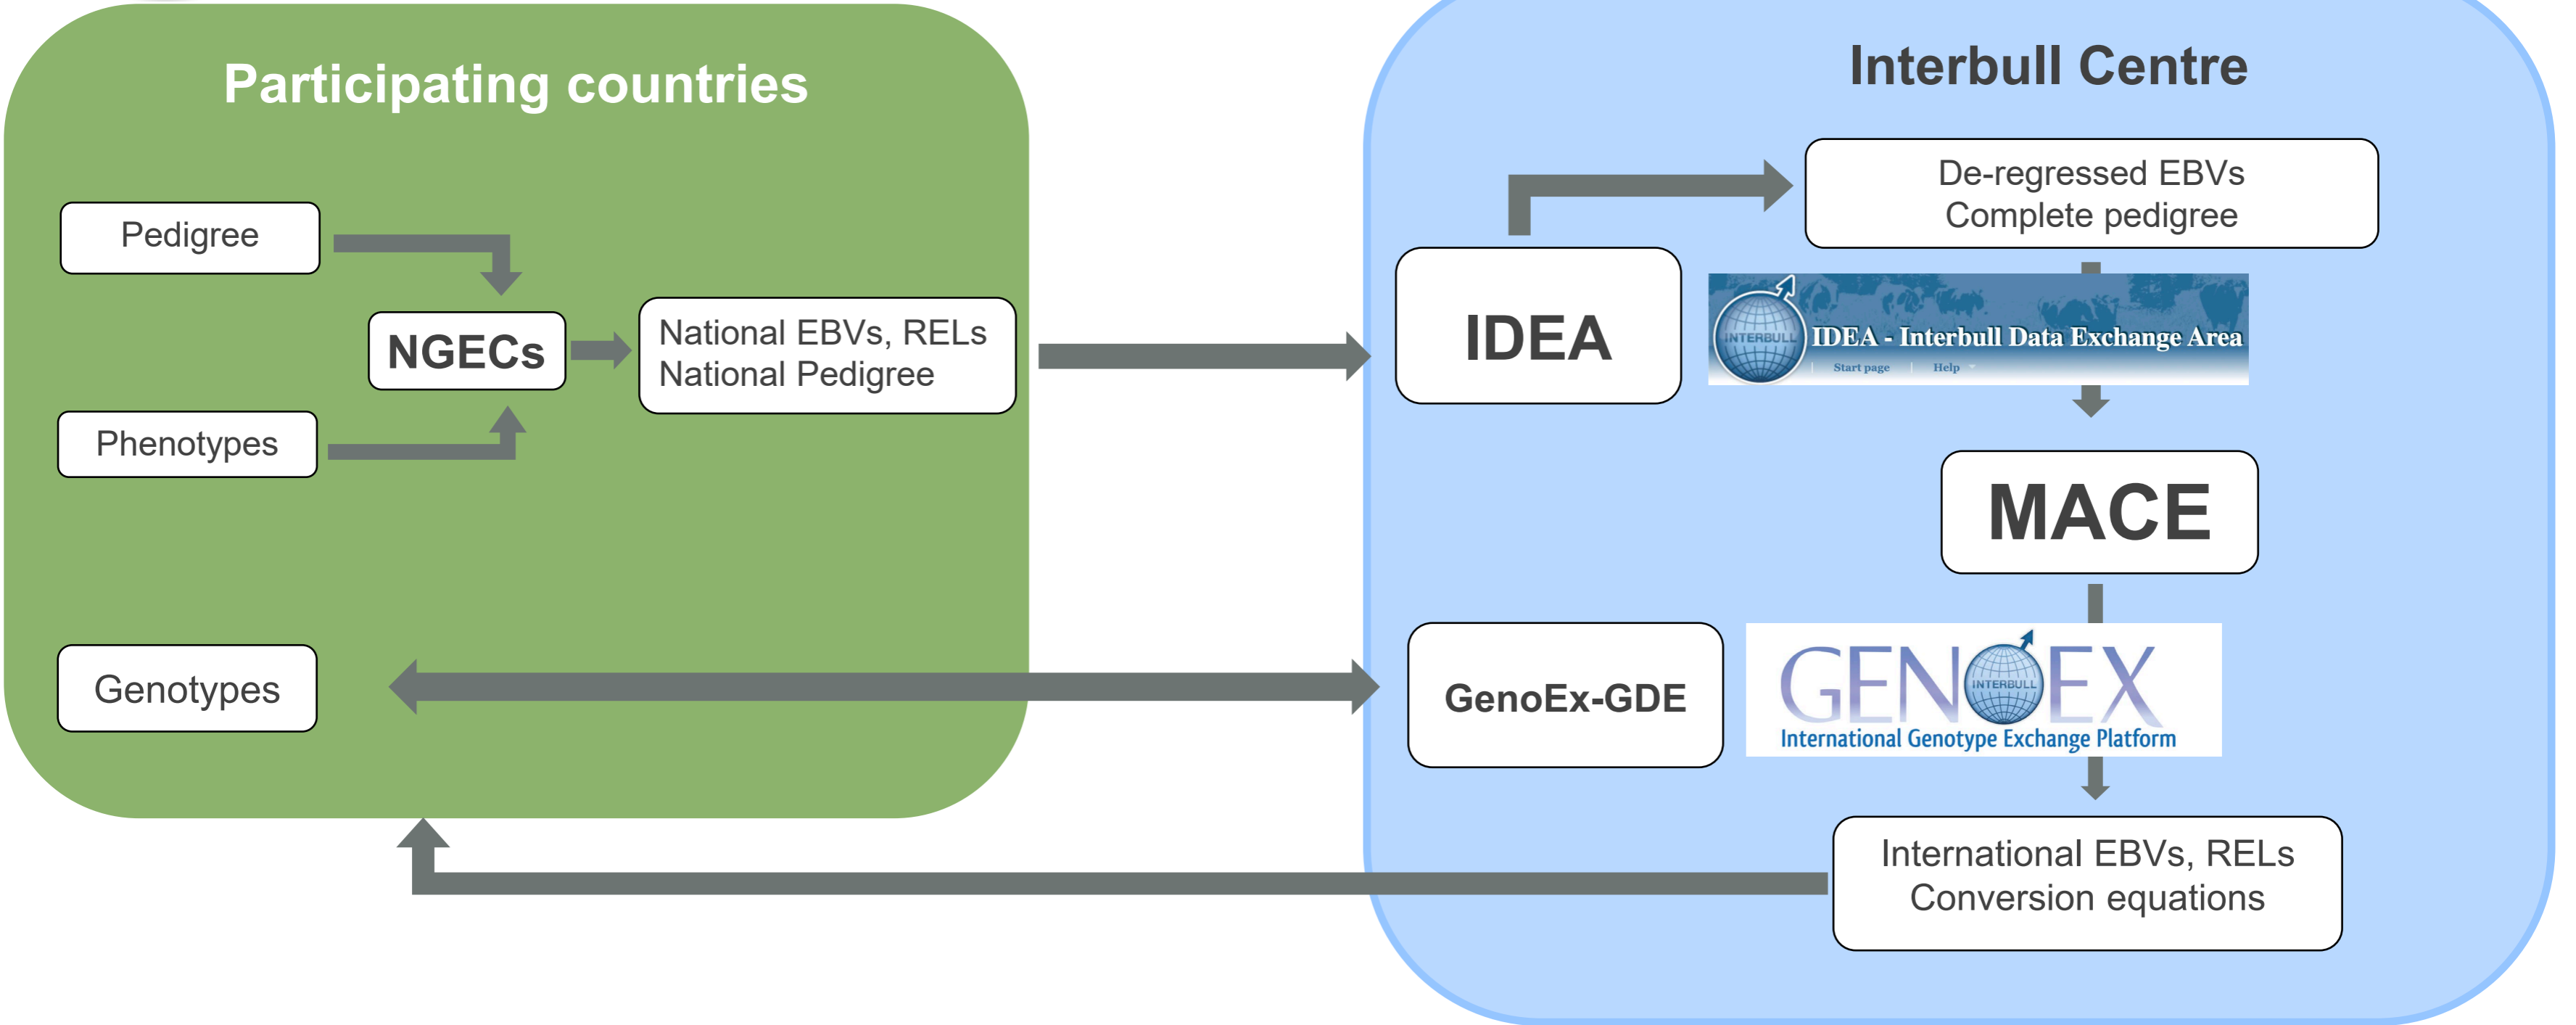 Participating countries
Pedigree
NGECs
National EBVs, RELs
National Pedigree
Phenotypes
Genotypes
Interbull Centre
De-regressed EBVs
Complete pedigree
IDEA
INTERBULL
IDEA - Interbull Data Exchange Area
Start page
Help
MACE
GenoEx-GDE
GENOEX
INTERBULL
International Genotype Exchange Platform
International EBVs, RELs
Conversion equations